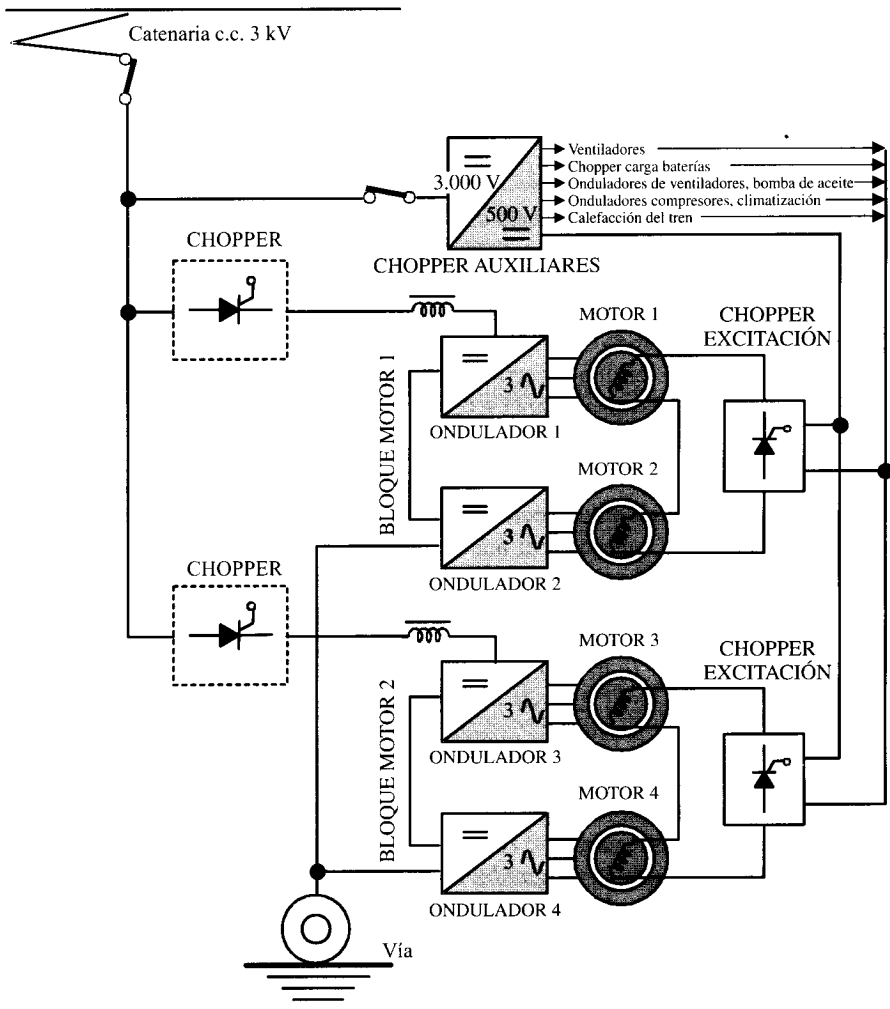 Catenaria c.c. 3 kV
Ventiladores
Chopper carga baterías
Onduladores de ventiladores, bomba de aceite
Onduladores compresores, climatización
Calefacción del tren
3.000 V
500 V
CHOPPER AUXILIARES
CHOPPER
MOTOR 1
CHOPPER
EXCITACIÓN
BLOQUE MOTOR 1
3
ONDULADOR 1
MOTOR 2
3
ONDULADOR 2
CHOPPER
MOTOR 3
CHOPPER
EXCITACIÓN
BLOQUE MOTOR 2
3
ONDULADOR 3
MOTOR 4
3
ONDULADOR 4
Vía